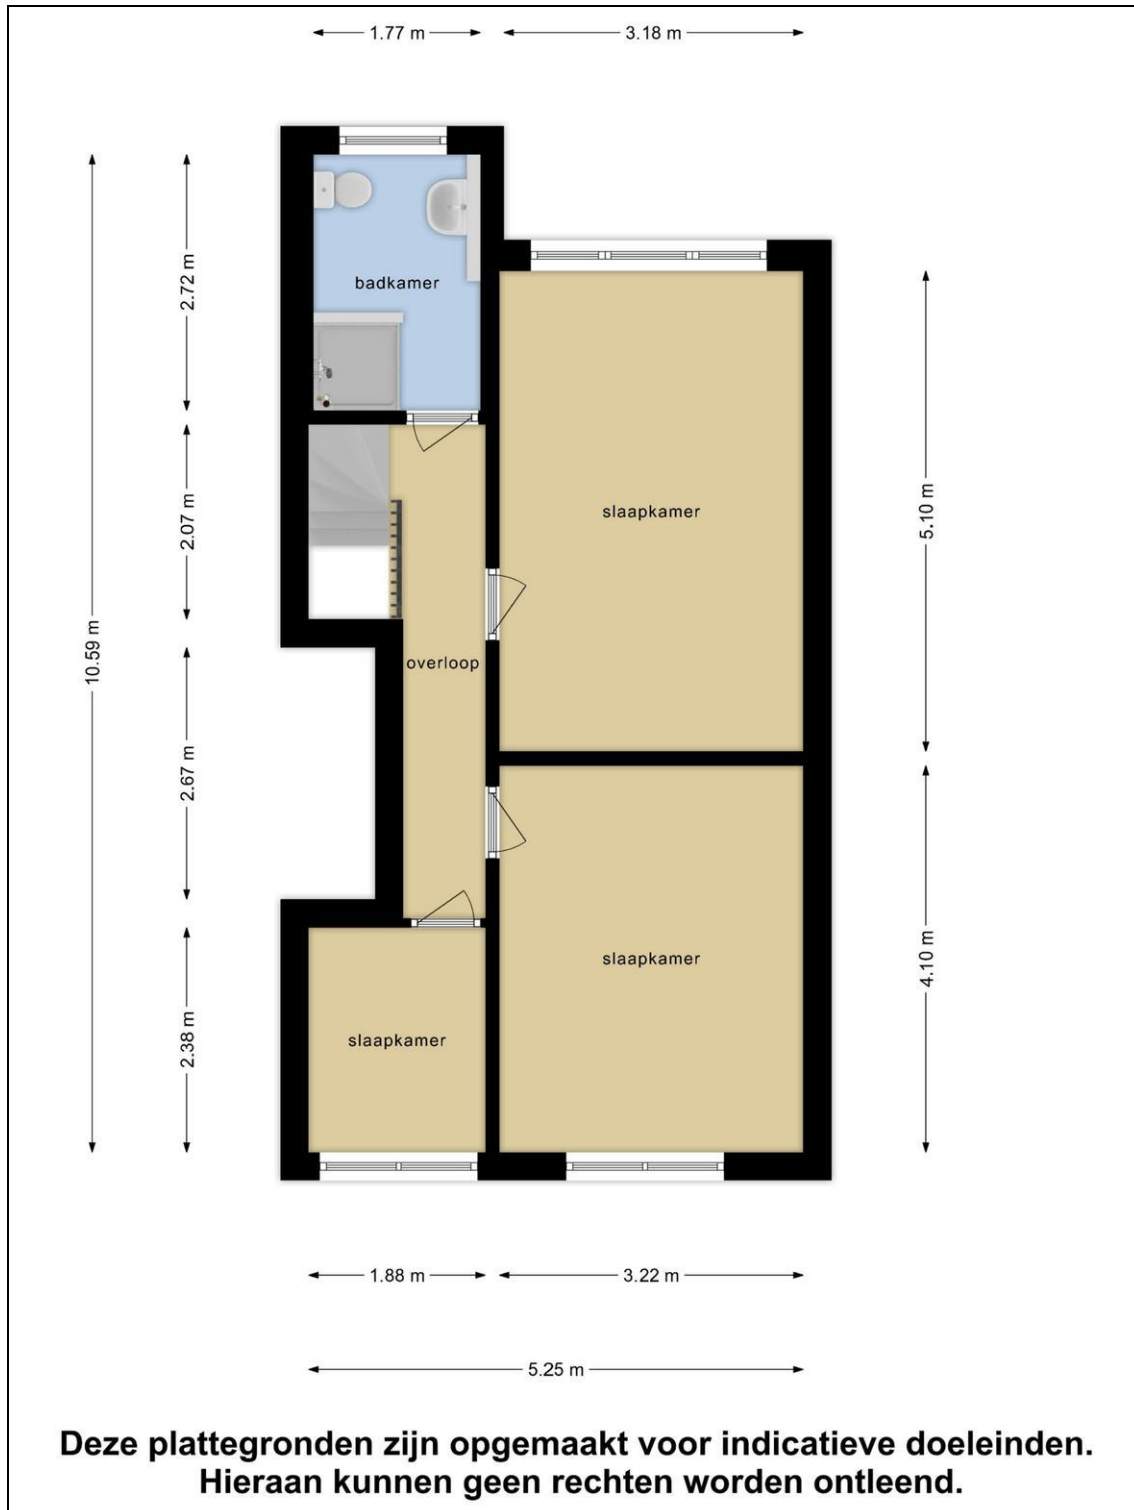 1.77 m
3.18 m
2.72 m
badkamer
2.07 m
slaapkamer
5.10 m
10.59 m
overloop
2.67 m
4.10 m
slaapkamer
2.38 m
slaapkamer
1.88 m
3.22 m
5.25 m
Deze plattegronden zijn opgemaakt voor indicatieve doeleinden.
Hieraan kunnen geen rechten worden ontleend.